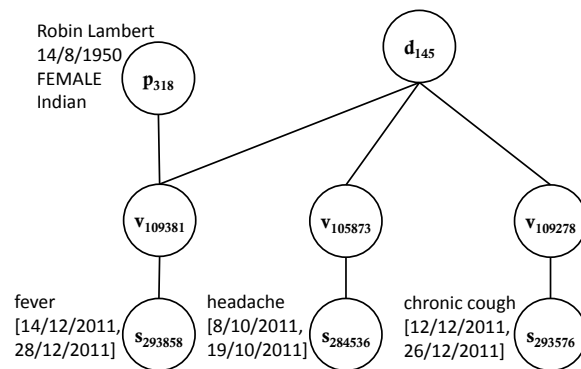 Robin Lambert
14/8/1950
FEMALE
Indian
p318
d145
v109381
v105873
v109278
fever
[14/12/2011,
28/12/2011]
s293858
headache
[8/10/2011,
19/10/2011]
s284536
chronic cough
[12/12/2011,
26/12/2011]
s293576